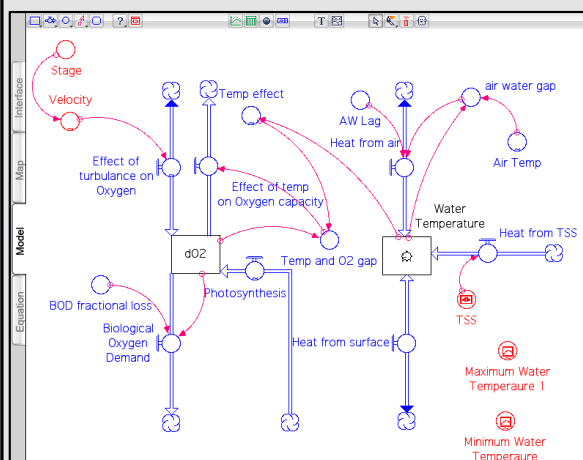 ?
T
Interface
Map
Model
Equation
Stage
Velocity
Temp effect
AW Lag
air water gap
Heat from air
Air Temp
Effect of
turbulance on
Oxygen
Effect of temp
on Oxygen capacity
Water
Temperature
dO2
Temp and O2 gap
Heat from TSS
BOD fractional loss
Photosynthesis
TSS
Biological
Oxygen
Demand
Heat from surface
Maximum Water
Temperaure 1
Minimum Water
Temperaure